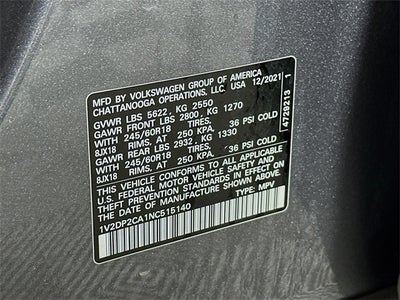 MFD BY VOLKSWAGEN GROUP OF AMERICA
CHATTANOOGA OPERATIONS, LLC. USA 12/2021
GVWR LBS 5622, KG 2550
GAWR FRONT LBS 2800, KG 1270
WITH 245/60R18 TIRES,
8JX18 RIMS, AT 250 KPA, 36 PSI COLD
GAWR REAR LBS 2932, KG 1330
WITH 245/60R18 TIRES,
8JX18 RIMS, AT 250 KPA, 36 PSI COLD
THIS VEHICLE CONFORMS TO ALL APPLICABLE
U.S. FEDERAL MOTOR VEHICLE SAFETY AND
THEFT PREVENTION STANDARDS IN EFFECT ON
THE DATE OF MANUFACTURE SHOWN ABOVE.
1V2DP2CA1NC515140 TYPE: MPV
4729213 1